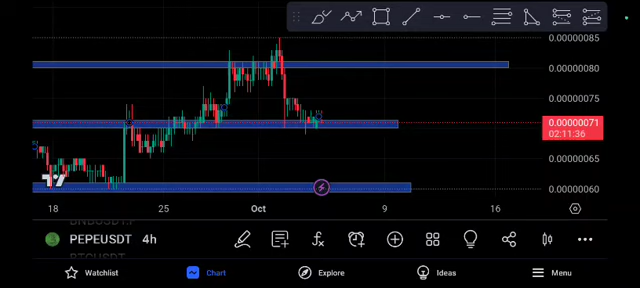 0.00000085
0.00000080
0.00000075
0.00000071
02:11:36
0.00000065
0.00000060
18
25
Oct
9
16
PEPEUSDT 4h
Watchlist
Chart
Explore
Ideas
Menu